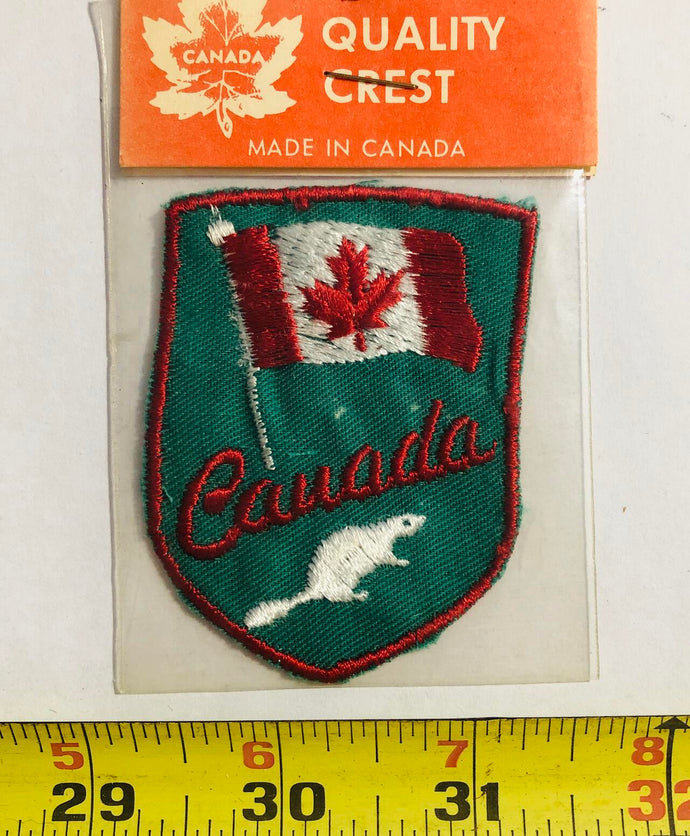 CANADA
QUALITY
CREST
MADE IN CANADA
Canada
5 6 7 8
29 30 31 32